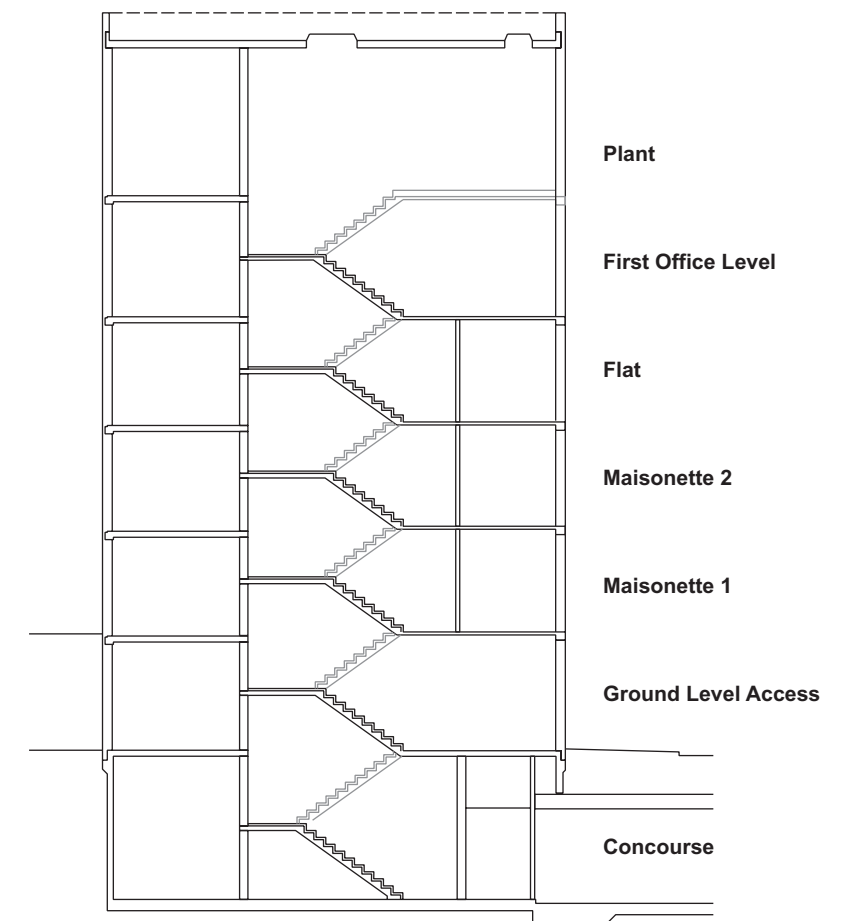 Plant
First Office Level
Flat
Maisonette 2
Maisonette 1
Ground Level Access
Concourse